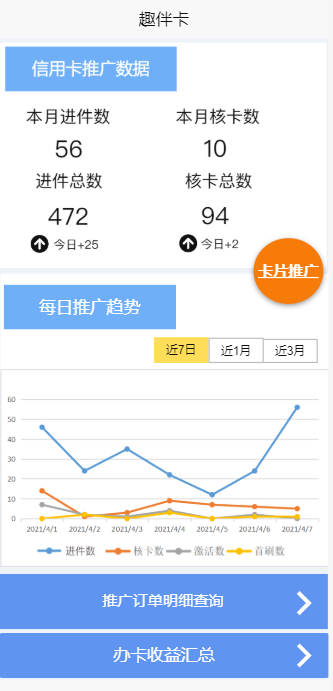 趣伴卡
信用卡推广数据
本月进件数 本月核卡数
56 10
进件总数 核卡总数
472 94
今日+25 今日+2
卡片推广
每日推广趋势
近7日 近1月 近3月
60
50
40
30
20
10
0
2021/4/1 2021/4/2 2021/4/3 2021/4/4 2021/4/5 2021/4/6 2021/4/7
进件数 核卡数 激活数 首刷数
推广订单明细查询
办卡收益汇总